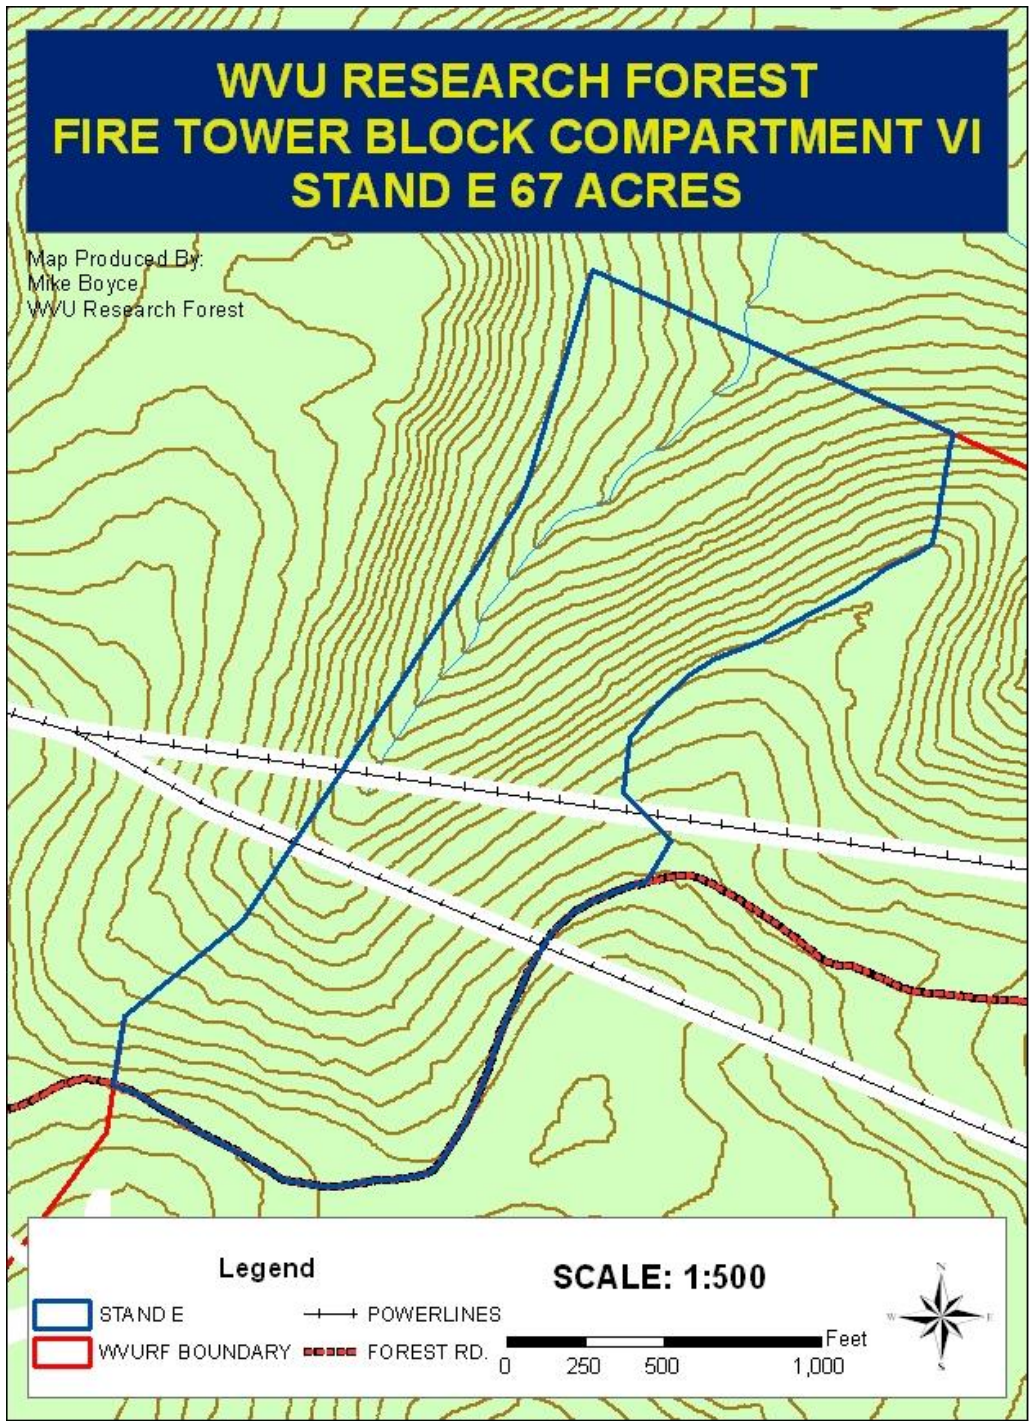 WVU RESEARCH FOREST
FIRE TOWER BLOCK COMPARTMENT VI
STAND E 67 ACRES
Map Produced By:
Mike Boyce
WVU Research Forest
Legend
STAND E
POWERLINES
WVURF BOUNDARY
FOREST RD.
SCALE: 1:500
Feet
0 250 500 1,000
N
W E
S